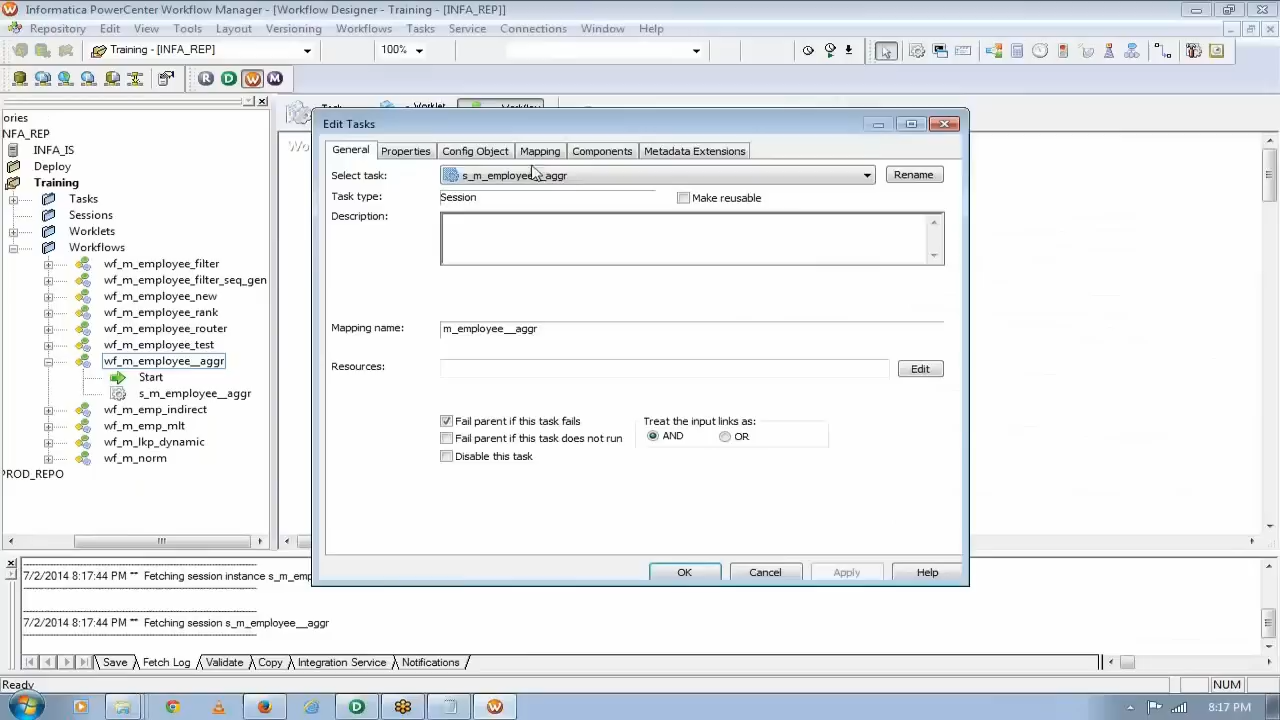 Informatica PowerCenter Workflow Manager - [Workflow Designer - Training - [INFA_REP]]
Repository Edit View Tools Layout Versioning Workflows Tasks Service Connections Window Help
Training - [INFA_REP] 100%
R D W M
ories
NFA_REP
INFA_IS
Deploy
Training
Tasks
Sessions
Worklets
Workflows
wf_m_employee_filter
wf_m_employee_filter_seq_gen
wf_m_employee_new
wf_m_employee_rank
wf_m_employee_router
wf_m_employee_test
wf_m_employee__aggr
Start
s_m_employee__aggr
wf_m_emp_indirect
wf_m_emp_mlt
wf_m_lkp_dynamic
wf_m_norm
PROD_REPO
Edit Tasks
General Properties Config Object Mapping Components Metadata Extensions
Select task: s_m_employee__aggr Rename
Task type: Session Make reusable
Description:
Mapping name: m_employee__aggr
Resources: Edit
Fail parent if this task fails
Fail parent if this task does not run
Disable this task
Treat the input links as:
AND OR
OK Cancel Apply Help
7/2/2014 8:17:44 PM ** Fetching session instance s_m_emp
7/2/2014 8:17:44 PM ** Fetching session s_m_employee__aggr
Save Fetch Log Validate Copy Integration Service Notifications
Ready NUM
8:17 PM